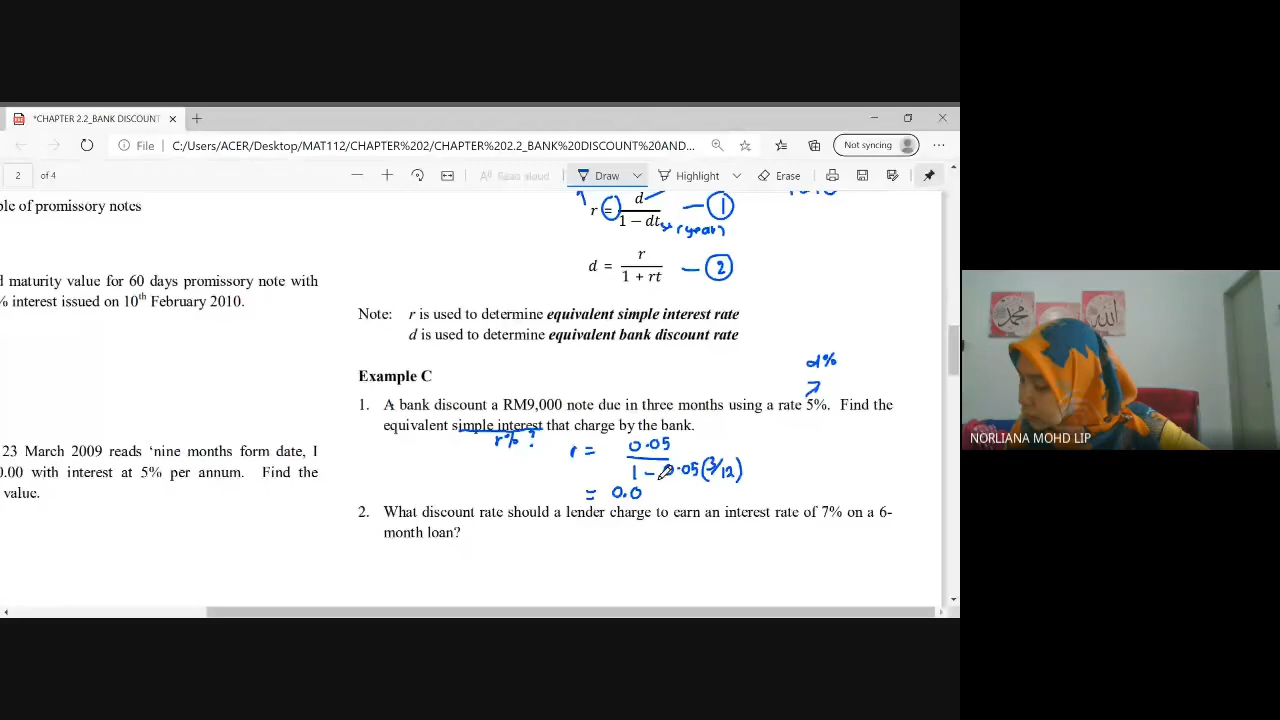 *CHAPTER 2.2_BANK DISCOUNT
File C:/Users/ACER/Desktop/MAT112/CHAPTER%202/CHAPTER%202.2_BANK%20DISCOUNT%20AND... Not syncing
2 of 4 Read aloud Draw Highlight Erase
ple of promissory notes
d maturity value for 60 days promissory note with
% interest issued on 10th February 2010.
23 March 2009 reads ‘nine months form date, I
0.00 with interest at 5% per annum. Find the
value.
r = d / 1 − dt — 1
(year)
d = r / 1 + rt — 2
Note: r is used to determine equivalent simple interest rate
d is used to determine equivalent bank discount rate
d%
Example C
1. A bank discount a RM9,000 note due in three months using a rate 5%. Find the
equivalent simple interest that charge by the bank.
r% ?
r = 0.05
1 − 0.05(3/12)
= 0.0
2. What discount rate should a lender charge to earn an interest rate of 7% on a 6-
month loan?
NORLIANA MOHD LIP
محمد
الله